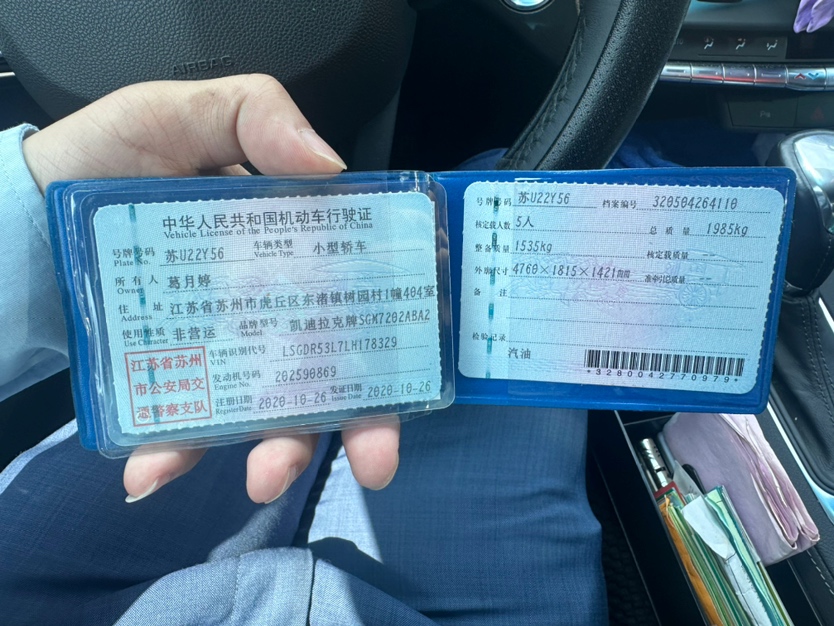 AIRBAG
中华人民共和国机动车行驶证
Vehicle License of the People's Republic of China
号牌号码 苏U22Y56 车辆类型 小型轿车
Plate No. Vehicle Type
所有人 葛月婷
Owner
住址 江苏省苏州市虎丘区东渚镇树园村1幢404室
Address
使用性质 非营运 品牌型号 凯迪拉克牌SGM7202ABA2
Use Character Model
车辆识别代号 LSGDR53L7LH178329
VIN
发动机号码 202590869
Engine No.
注册日期 2020-10-26 发证日期 2020-10-26
Register Date Issue Date
江苏省苏州
市公安局交
警察支队
号牌号码 苏U22Y56 档案编号 320504264110
核定载人数 5人 总质量 1985kg
整备质量 1535kg 核定载质量 --
外廓尺寸 4760×1815×1421mm 准牵引总质量 --
备注
检验记录
汽油
*3280042770979*